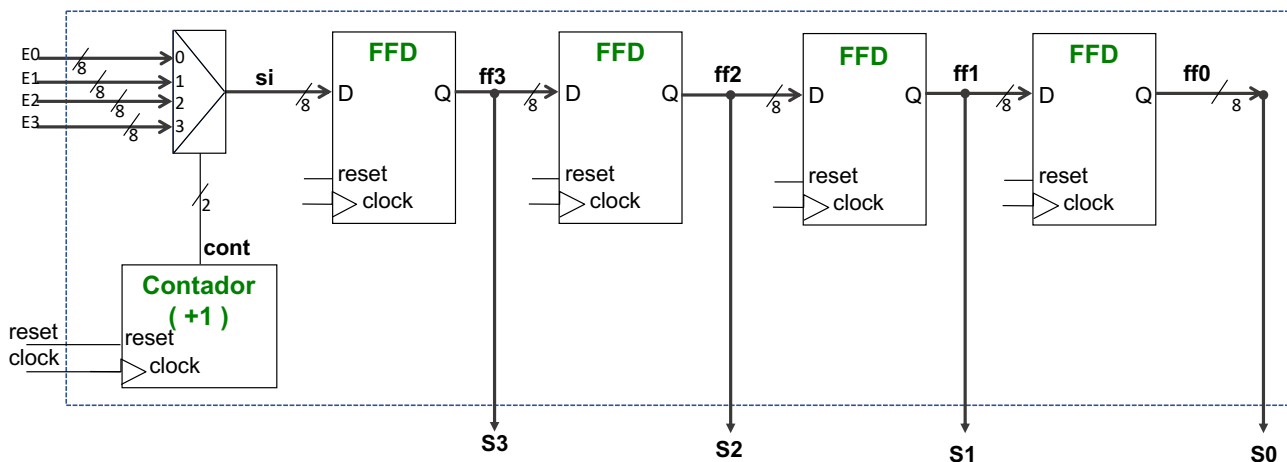 E0
E1
E2
E3
8
8
8
8
0
1
2
3
si
8
FFD
D
Q
reset
clock
ff3
8
FFD
D
Q
reset
clock
ff2
8
FFD
D
Q
reset
clock
ff1
8
FFD
D
Q
reset
clock
ff0
8
2
cont
Contador
( +1 )
reset
clock
reset
clock
S3
S2
S1
S0